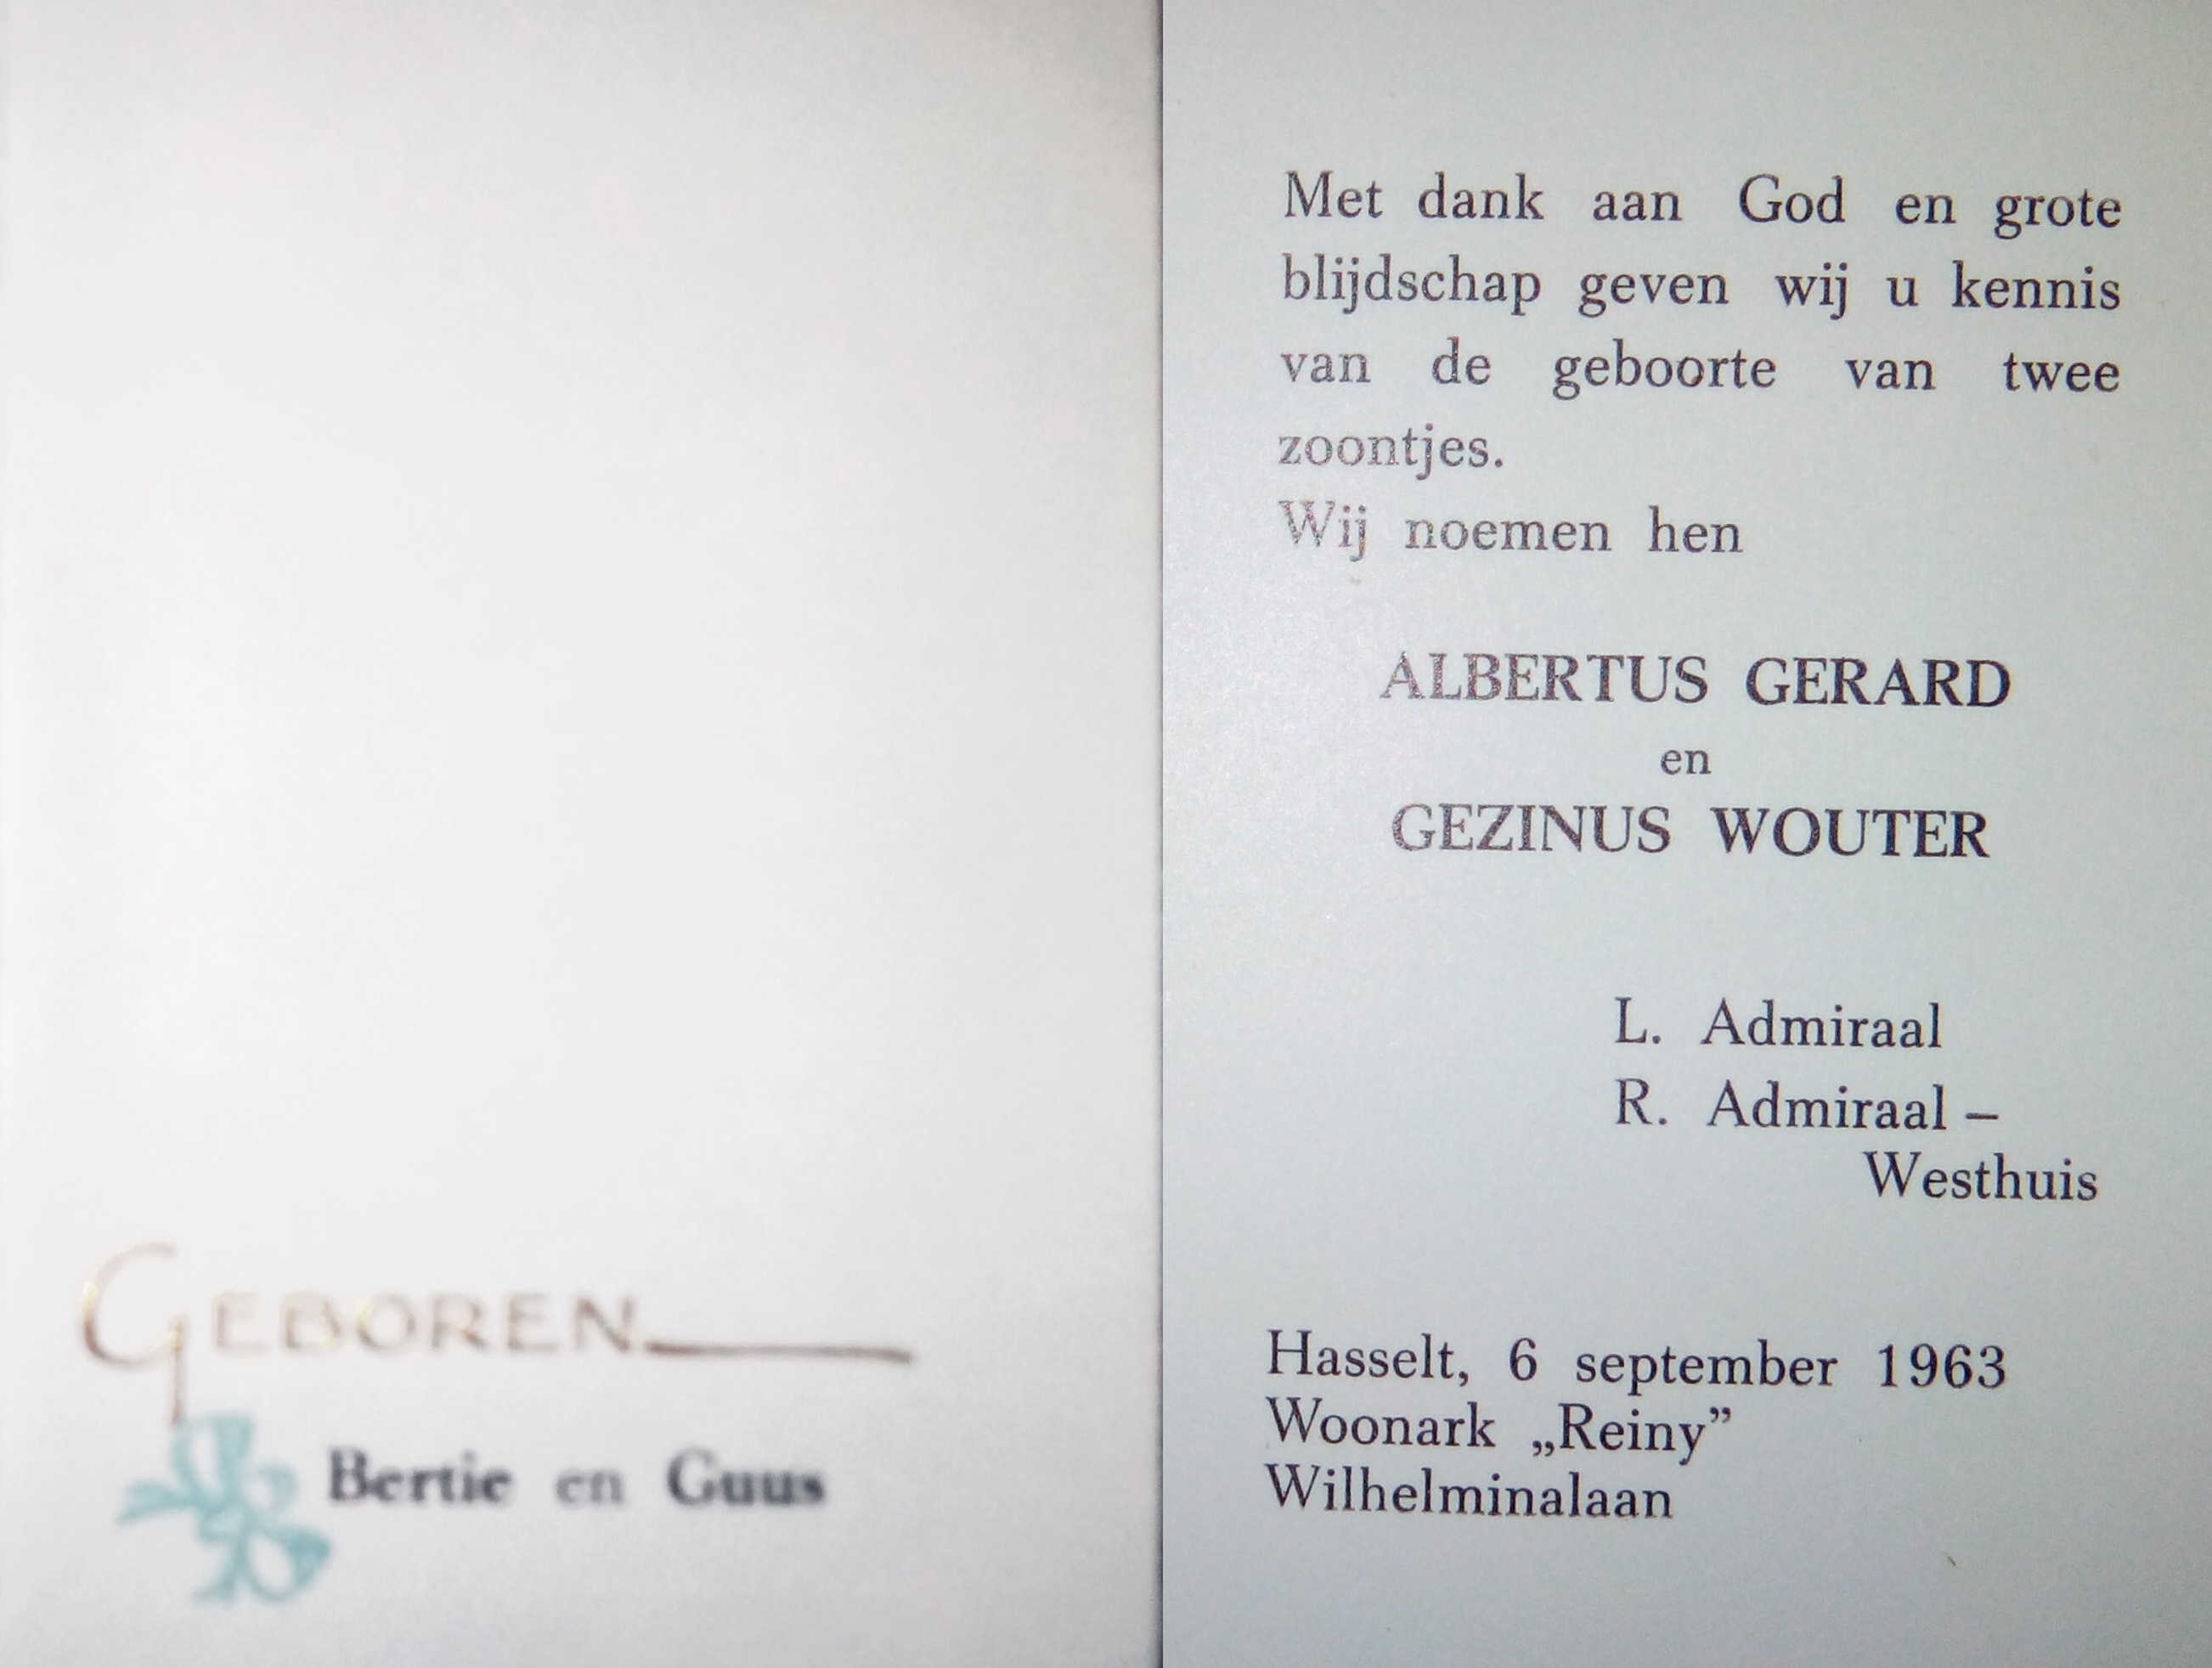 GEBOREN
Bertie en Guus
Met dank aan God en grote
blijdschap geven wij u kennis
van de geboorte van twee
zoontjes.
Wij noemen hen
ALBERTUS GERARD
en
GEZINUS WOUTER
L. Admiraal
R. Admiraal –
Westhuis
Hasselt, 6 september 1963
Woonark „Reiny”
Wilhelminalaan